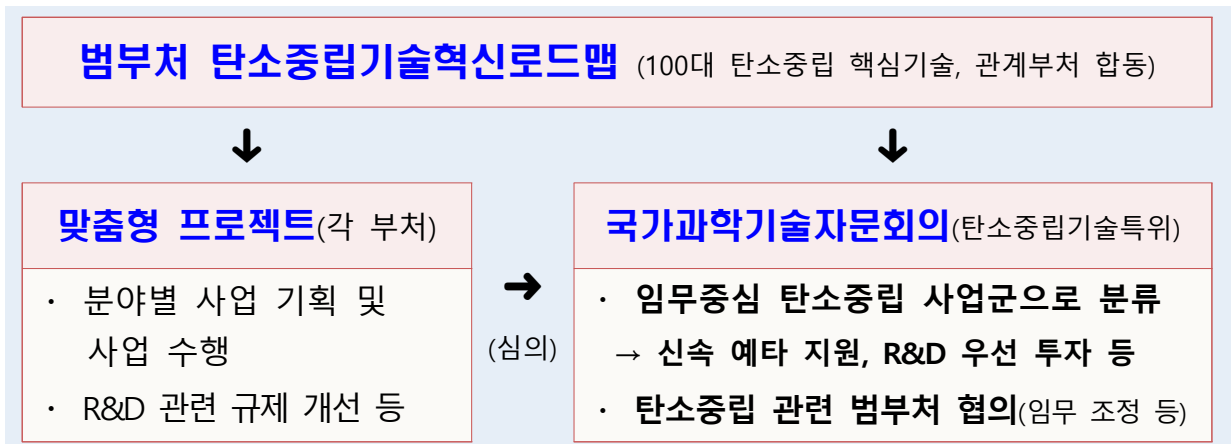 범부처 탄소중립기술혁신로드맵 (100대 탄소중립 핵심기술, 관계부처 합동)
맞춤형 프로젝트(각 부처)
· 분야별 사업 기획 및
사업 수행
· R&D 관련 규제 개선 등
(심의)
국가과학기술자문회의(탄소중립기술특위)
· 임무중심 탄소중립 사업군으로 분류
→ 신속 예타 지원, R&D 우선 투자 등
· 탄소중립 관련 범부처 협의(임무 조정 등)